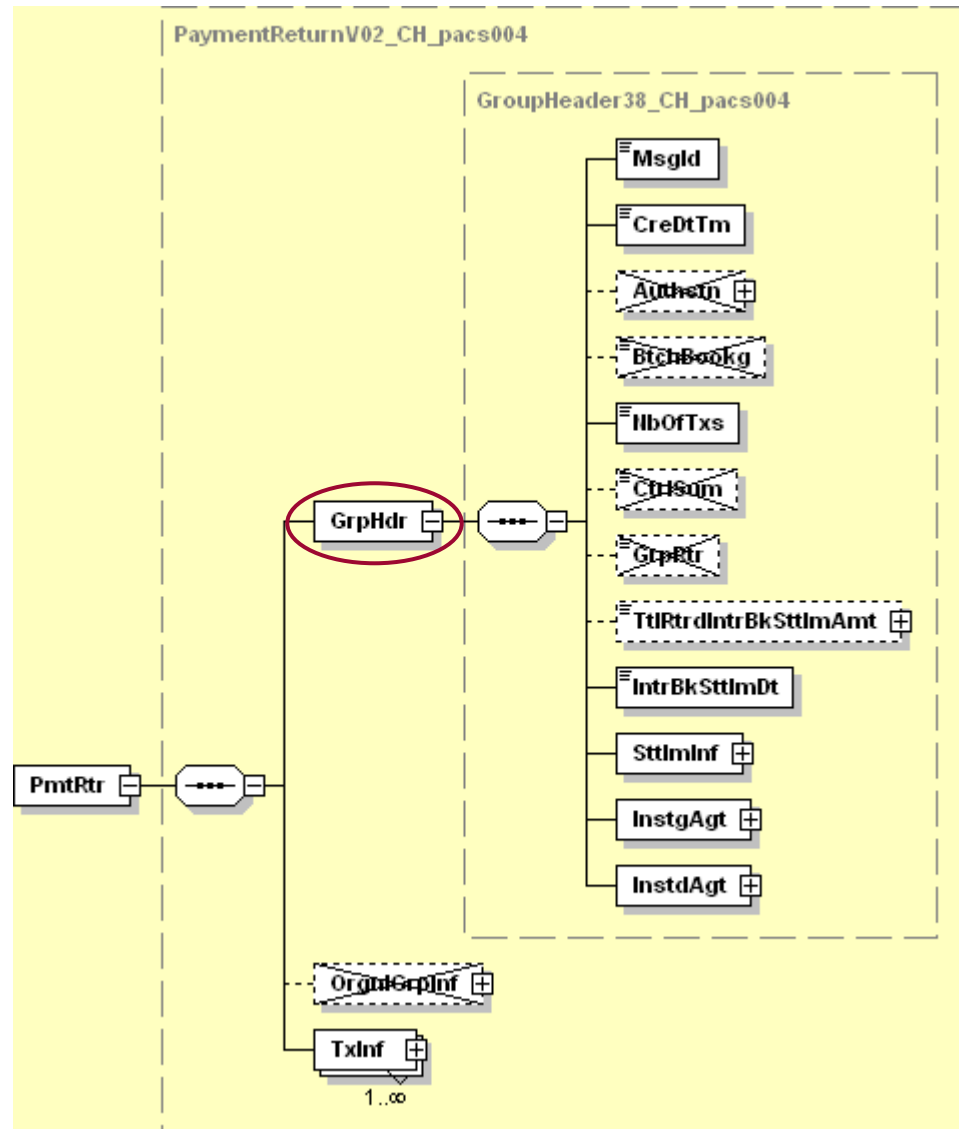 PaymentReturnV02_CH_pacs004
GroupHeader38_CH_pacs004
MsgId
CreDtTm
Authstn
BtchBookg
NbOfTxs
CtrlSum
GrpHdr
GrpRtr
TtlRtrdIntrBkSttlmAmt
IntrBkSttlmDt
SttlmInf
PmtRtr
InstgAgt
InstdAgt
OrgnlGrpInf
TxInf
1..∞